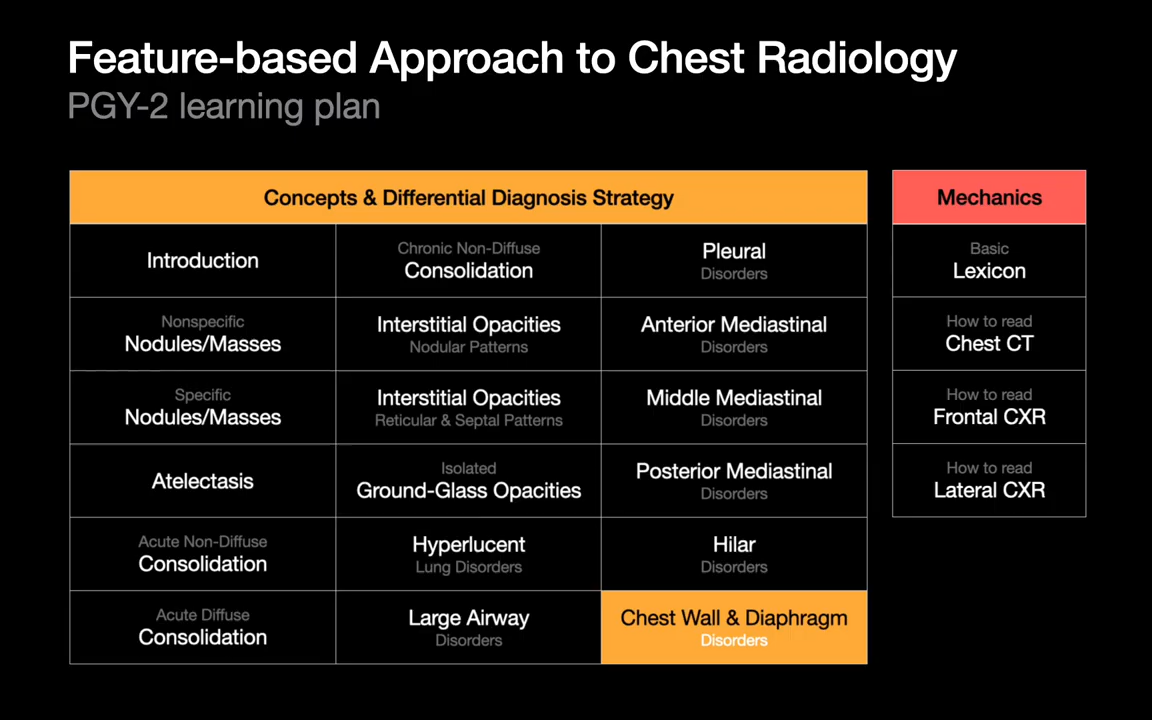 Feature-based Approach to Chest Radiology
PGY-2 learning plan
Concepts & Differential Diagnosis Strategy
Introduction
Chronic Non-Diffuse
Consolidation
Pleural
Disorders
Nonspecific
Nodules/Masses
Interstitial Opacities
Nodular Patterns
Anterior Mediastinal
Disorders
Specific
Nodules/Masses
Interstitial Opacities
Reticular & Septal Patterns
Middle Mediastinal
Disorders
Atelectasis
Isolated
Ground-Glass Opacities
Posterior Mediastinal
Disorders
Acute Non-Diffuse
Consolidation
Hyperlucent
Lung Disorders
Hilar
Disorders
Acute Diffuse
Consolidation
Large Airway
Disorders
Chest Wall & Diaphragm
Disorders
Mechanics
Basic
Lexicon
How to read
Chest CT
How to read
Frontal CXR
How to read
Lateral CXR